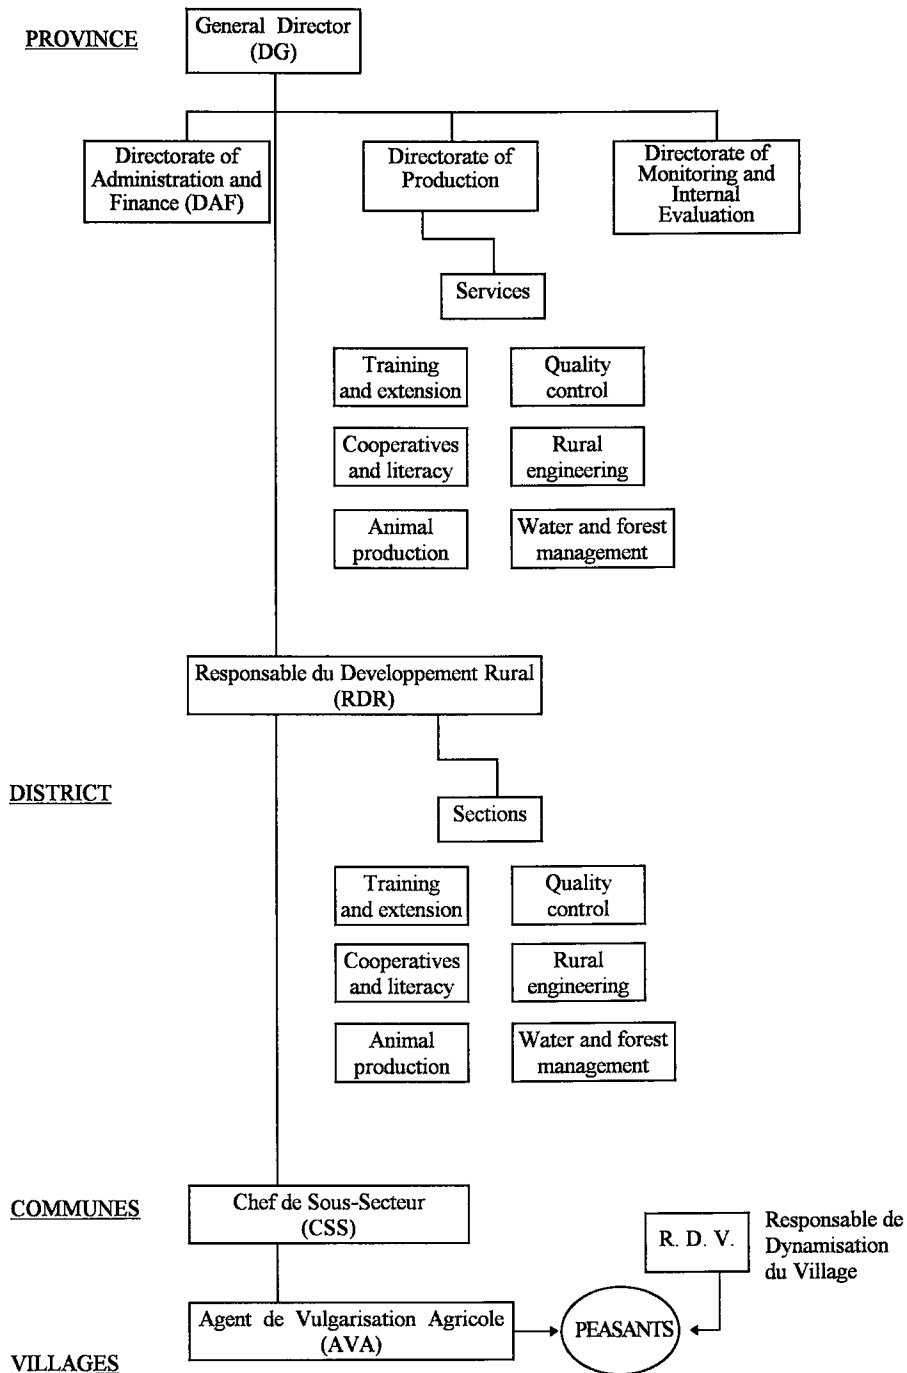 PROVINCE
General Director
(DG)
Directorate of
Administration and
Finance (DAF)
Directorate of
Production
Directorate of
Monitoring and
Internal
Evaluation
Services
Training
and extension
Quality
control
Cooperatives
and literacy
Rural
engineering
Animal
production
Water and forest
management
Responsable du Developpement Rural
(RDR)
DISTRICT
Sections
Training
and extension
Quality
control
Cooperatives
and literacy
Rural
engineering
Animal
production
Water and forest
management
COMMUNES
Chef de Sous-Secteur
(CSS)
R. D. V.
Responsable de
Dynamisation
du Village
Agent de Vulgarisation Agricole
(AVA)
PEASANTS
VILLAGES